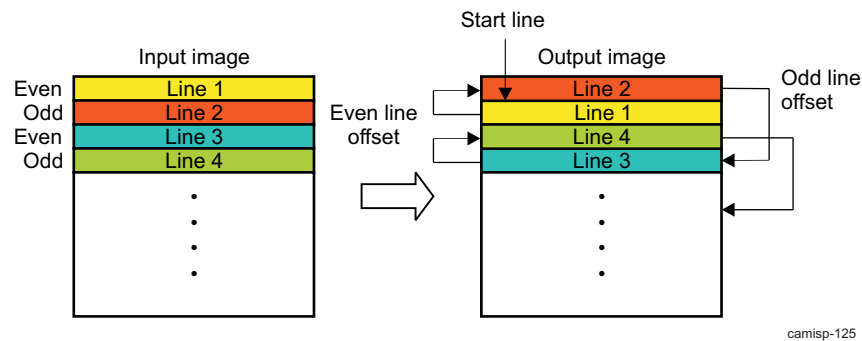 Start line
Input image
Output image
Even
Line 1
Odd
Line 2
Even
Line 3
Odd
Line 4
Even line
offset
Line 2
Line 1
Line 4
Line 3
Odd line
offset
camisp-125